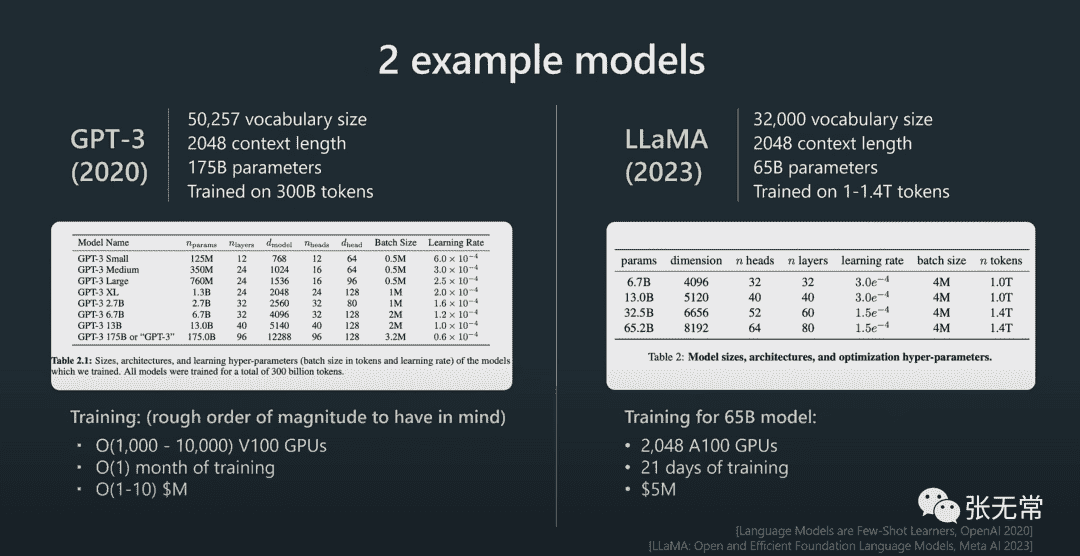 2 example models
GPT-3
(2020)
50,257 vocabulary size
2048 context length
175B parameters
Trained on 300B tokens
Model Name n_params n_layers d_model n_heads d_head Batch Size Learning Rate
GPT-3 Small 125M 12 768 12 64 0.5M 6.0 × 10⁻⁴
GPT-3 Medium 350M 24 1024 16 64 0.5M 3.0 × 10⁻⁴
GPT-3 Large 760M 24 1536 16 96 0.5M 2.5 × 10⁻⁴
GPT-3 XL 1.3B 24 2048 24 128 1M 2.0 × 10⁻⁴
GPT-3 2.7B 2.7B 32 2560 32 80 1M 1.6 × 10⁻⁴
GPT-3 6.7B 6.7B 32 4096 32 128 2M 1.2 × 10⁻⁴
GPT-3 13B 13.0B 40 5140 40 128 2M 1.0 × 10⁻⁴
GPT-3 175B or “GPT-3” 175.0B 96 12288 96 128 3.2M 0.6 × 10⁻⁴
Table 2.1: Sizes, architectures, and learning hyper-parameters (batch size in tokens and learning rate) of the models
which we trained. All models were trained for a total of 300 billion tokens.
Training: (rough order of magnitude to have in mind)
▪ O(1,000 - 10,000) V100 GPUs
▪ O(1) month of training
▪ O(1-10) $M
LLaMA
(2023)
32,000 vocabulary size
2048 context length
65B parameters
Trained on 1-1.4T tokens
params dimension n heads n layers learning rate batch size n tokens
6.7B 4096 32 32 3.0e⁻⁴ 4M 1.0T
13.0B 5120 40 40 3.0e⁻⁴ 4M 1.0T
32.5B 6656 52 60 1.5e⁻⁴ 4M 1.4T
65.2B 8192 64 80 1.5e⁻⁴ 4M 1.4T
Table 2: Model sizes, architectures, and optimization hyper-parameters.
Training for 65B model:
• 2,048 A100 GPUs
• 21 days of training
• $5M
张无常
[Language Models are Few-Shot Learners, OpenAI 2020]
[LLaMA: Open and Efficient Foundation Language Models, Meta AI 2023]